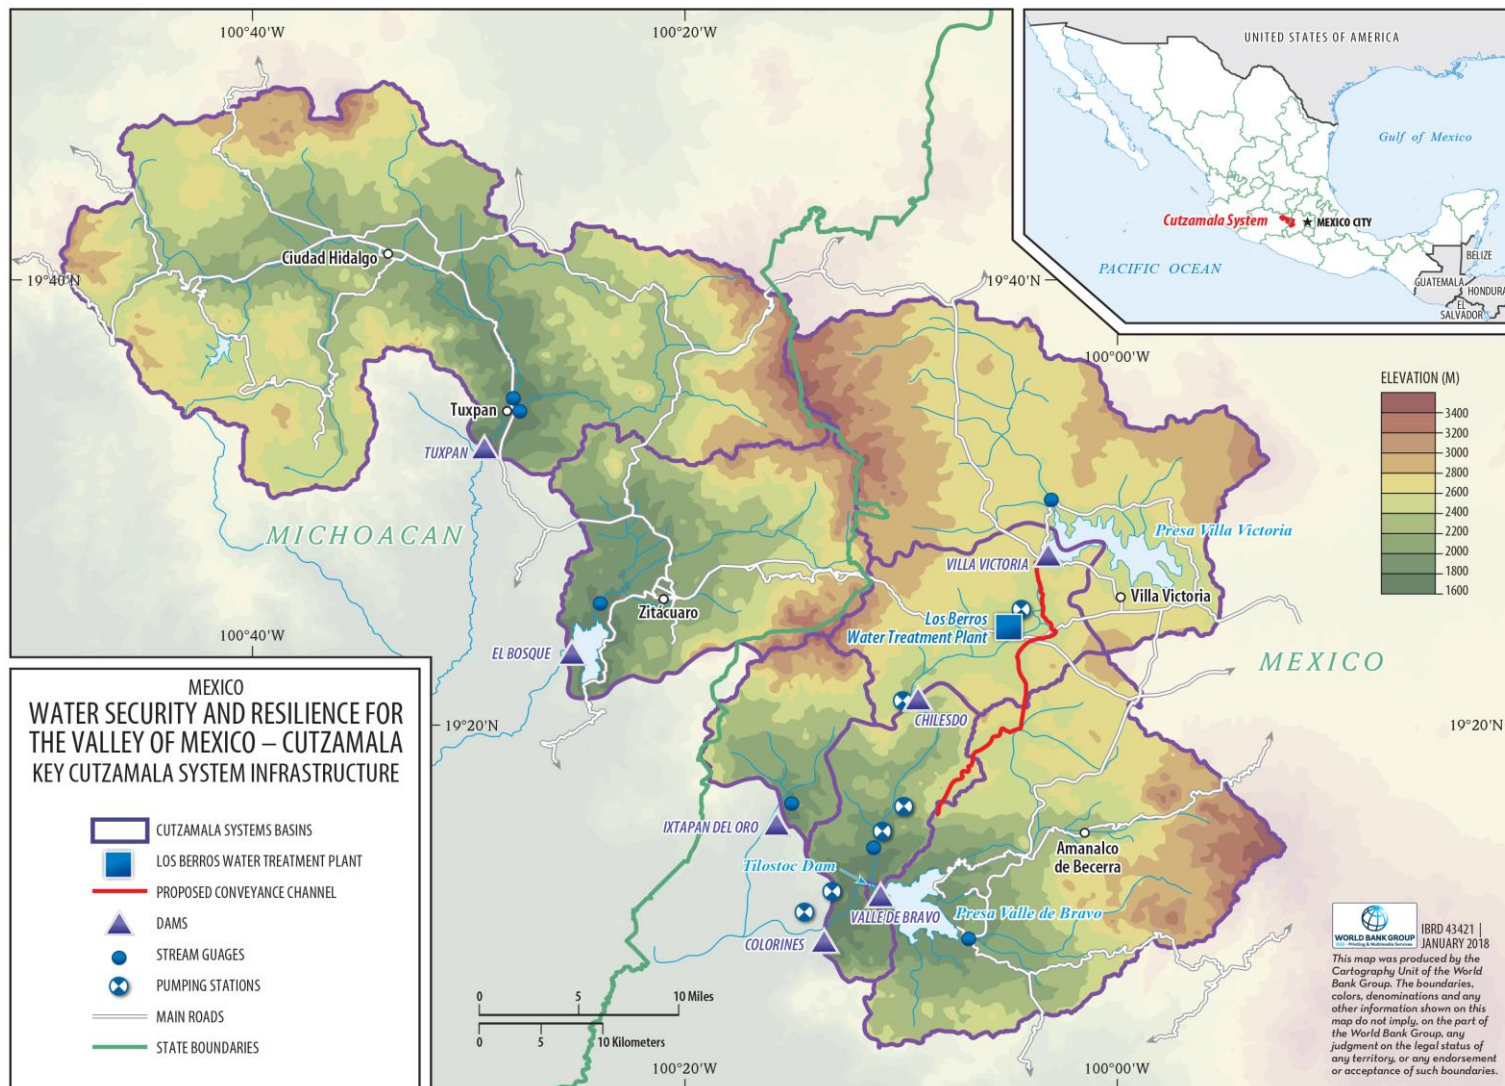 100°40'W
100°20'W
UNITED STATES OF AMERICA
Gulf of Mexico
Cutzamala System
MEXICO CITY
PACIFIC OCEAN
BELIZE
GUATEMALA
HONDURA
EL
SALVADOR
19°40'N
19°40'N
100°00'W
Ciudad Hidalgo
ELEVATION (M)
3400
3200
3000
2800
2600
2400
2200
2000
1800
1600
Tuxpan
TUXPAN
MICHOACAN
Presa Villa Victoria
VILLA VICTORIA
Villa Victoria
Zitácuaro
Los Berros
Water Treatment Plant
100°40'W
EL BOSQUE
MEXICO
CHILESDO
19°20'N
19°20'N
IXTAPAN DEL ORO
Amanalco
de Becerra
Tilostoc Dam
VALLE DE BRAVO
Presa Valle de Bravo
COLORINES
MEXICO
WATER SECURITY AND RESILIENCE FOR
THE VALLEY OF MEXICO – CUTZAMALA
KEY CUTZAMALA SYSTEM INFRASTRUCTURE
CUTZAMALA SYSTEMS BASINS
LOS BERROS WATER TREATMENT PLANT
PROPOSED CONVEYANCE CHANNEL
DAMS
STREAM GUAGES
PUMPING STATIONS
MAIN ROADS
STATE BOUNDARIES
0 5 10 Miles
0 5 10 Kilometers
100°20'W
100°00'W
WORLD BANK GROUP
Printing & Multimedia Services
IBRD 43421 |
JANUARY 2018
This map was produced by the
Cartography Unit of the World
Bank Group. The boundaries,
colors, denominations and any
other information shown on this
map do not imply, on the part of
the World Bank Group, any
judgment on the legal status of
any territory, or any endorsement
or acceptance of such boundaries.